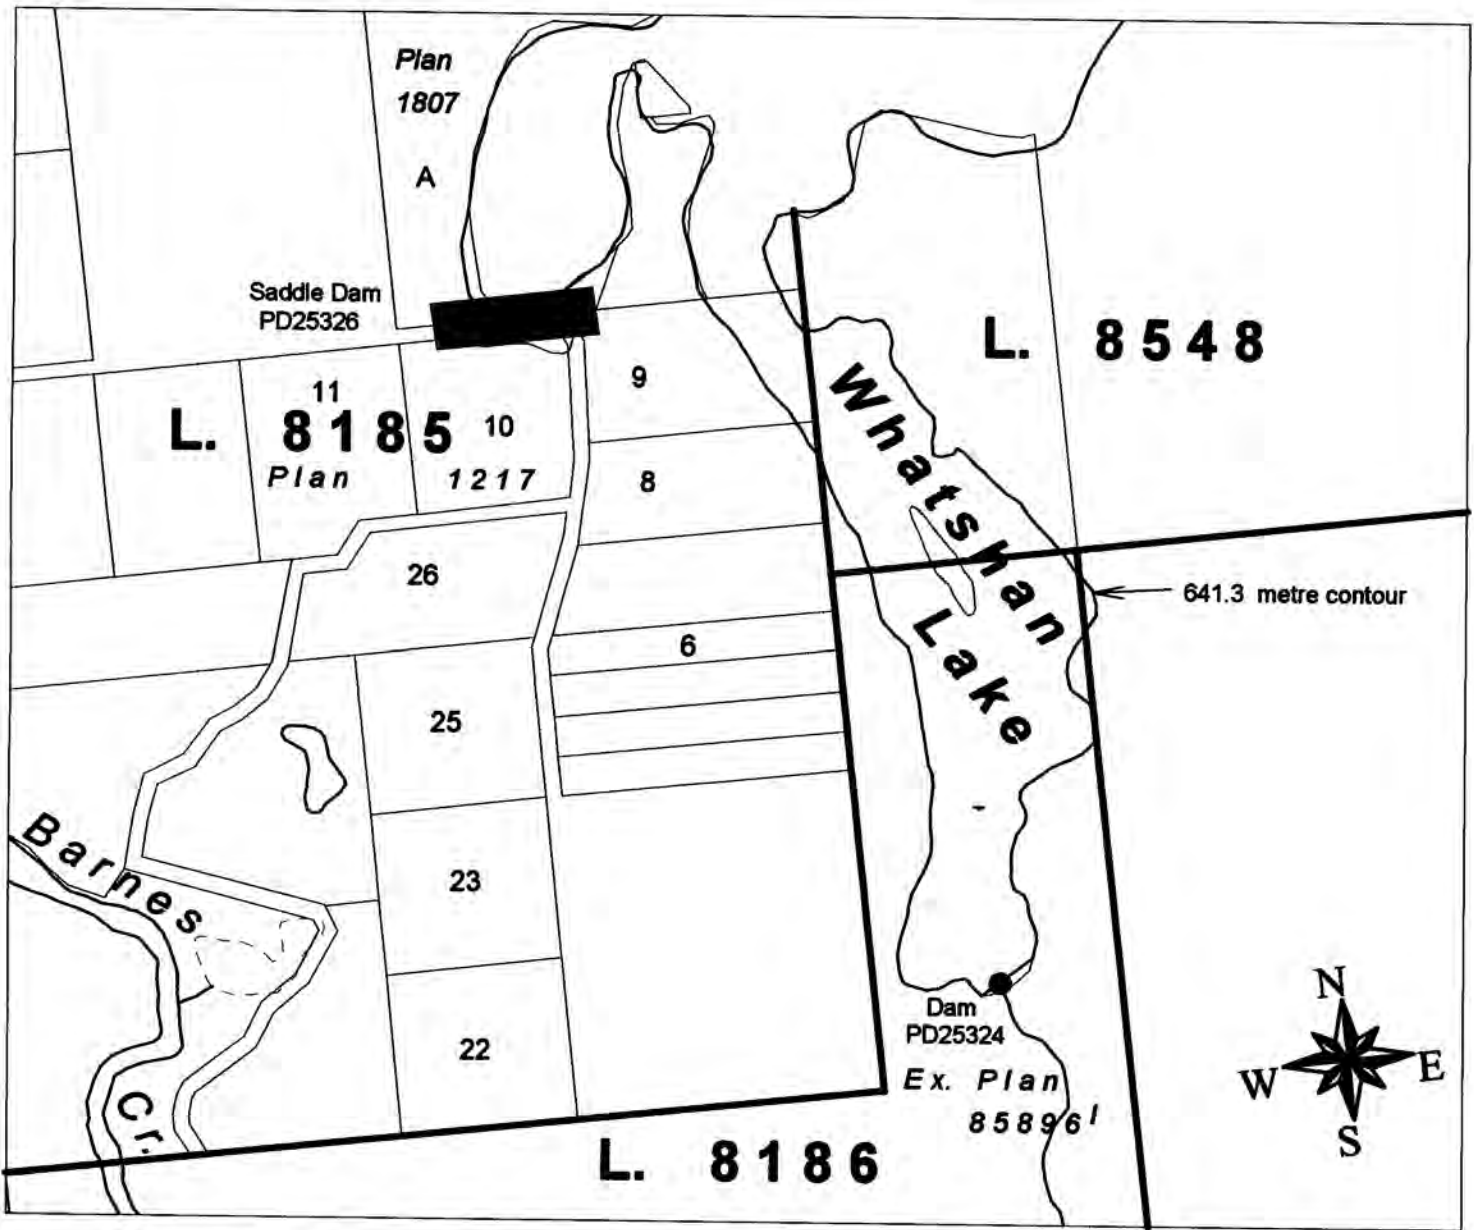 Plan
1807
A
Saddle Dam
PD25326
L. 8548
11
9
L. 8185
10
Plan 1217
8
Whatshan
Lake
26
641.3 metre contour
6
25
Barnes
Cr.
23
Dam
PD25324
22
Ex. Plan
85896
L. 8186
N
W E
S